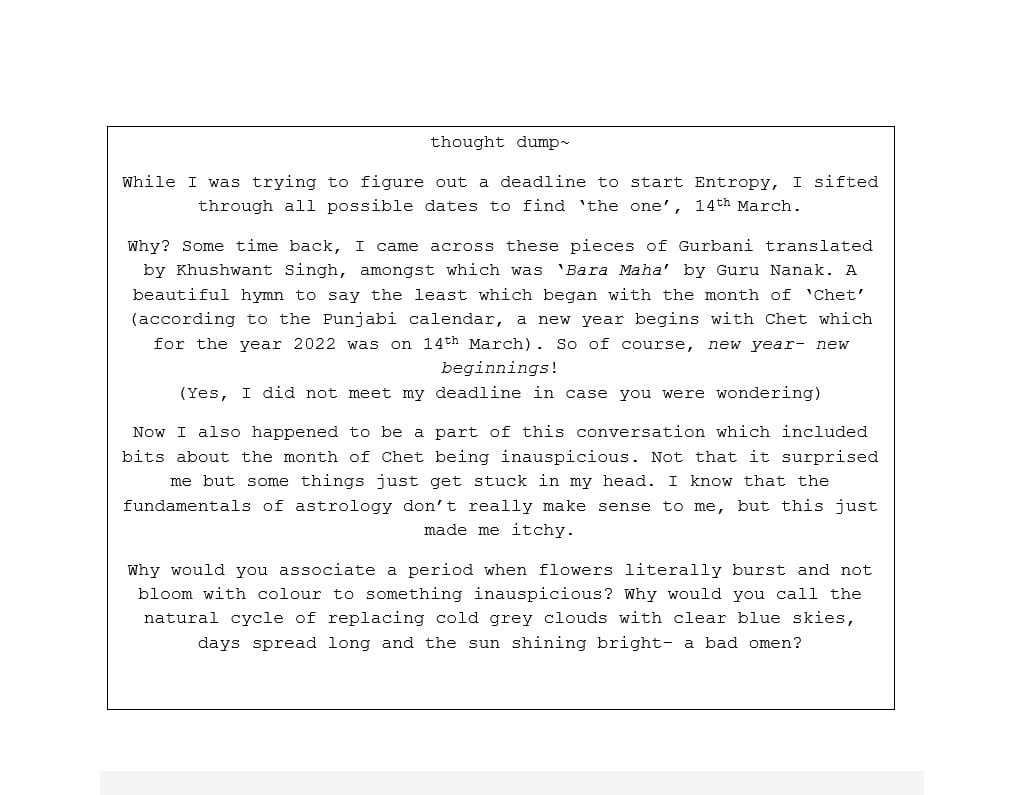 thought dump~
While I was trying to figure out a deadline to start Entropy, I sifted
through all possible dates to find ‘the one’, 14th March.
Why? Some time back, I came across these pieces of Gurbani translated
by Khushwant Singh, amongst which was ‘Bara Maha’ by Guru Nanak. A
beautiful hymn to say the least which began with the month of ‘Chet’
(according to the Punjabi calendar, a new year begins with Chet which
for the year 2022 was on 14th March). So of course, new year- new
beginnings!
(Yes, I did not meet my deadline in case you were wondering)
Now I also happened to be a part of this conversation which included
bits about the month of Chet being inauspicious. Not that it surprised
me but some things just get stuck in my head. I know that the
fundamentals of astrology don’t really make sense to me, but this just
made me itchy.
Why would you associate a period when flowers literally burst and not
bloom with colour to something inauspicious? Why would you call the
natural cycle of replacing cold grey clouds with clear blue skies,
days spread long and the sun shining bright– a bad omen?